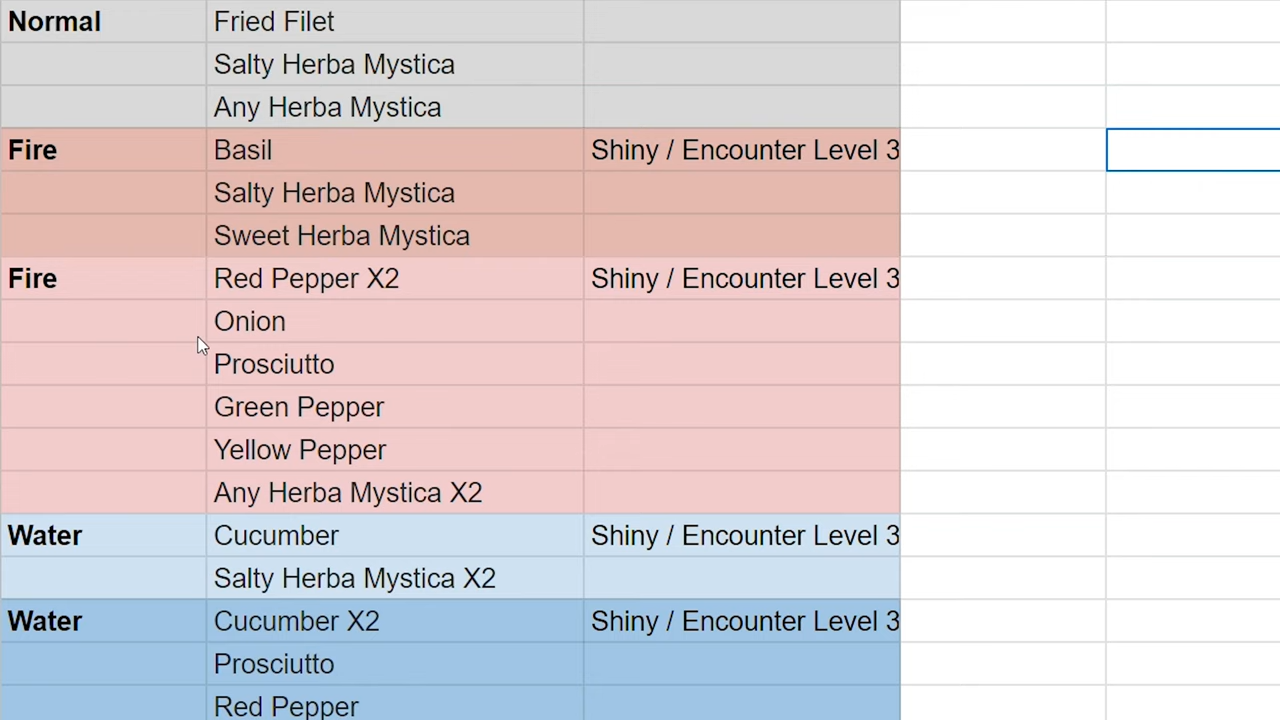 Normal Fried Filet
Salty Herba Mystica
Any Herba Mystica
Fire Basil Shiny / Encounter Level 3
Salty Herba Mystica
Sweet Herba Mystica
Fire Red Pepper X2 Shiny / Encounter Level 3
Onion
Prosciutto
Green Pepper
Yellow Pepper
Any Herba Mystica X2
Water Cucumber Shiny / Encounter Level 3
Salty Herba Mystica X2
Water Cucumber X2 Shiny / Encounter Level 3
Prosciutto
Red Pepper